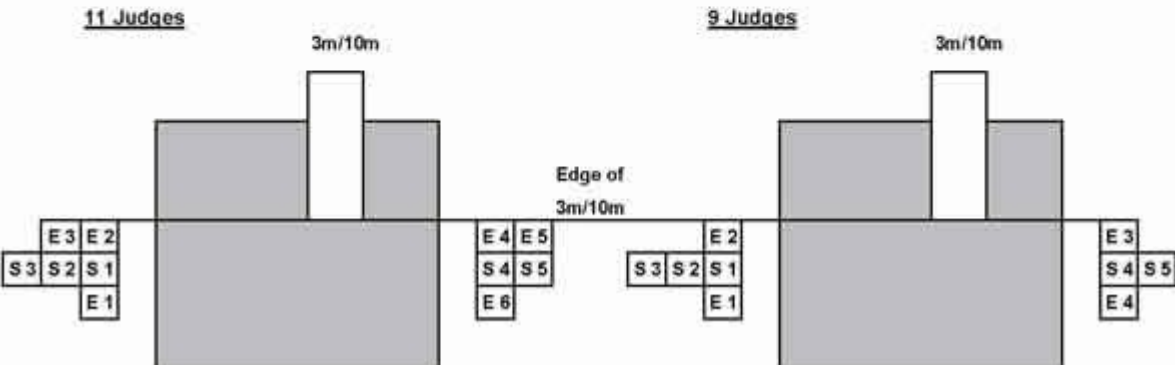 11 Judges
3m/10m
E 3 E 2
S 3 S 2 S 1
E 1
E 4 E 5
S 4 S 5
E 6
Edge of
3m/10m
9 Judges
3m/10m
E 2
S 3 S 2 S 1
E 1
E 3
S 4 S 5
E 4